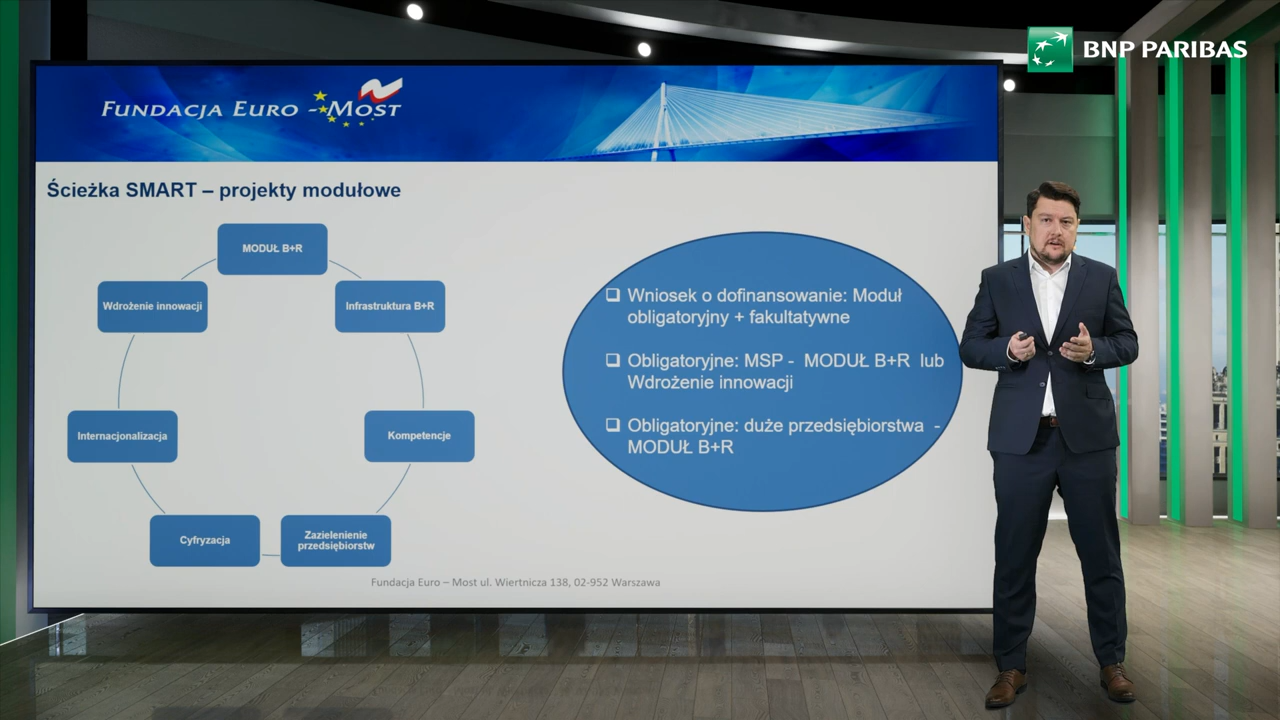 BNP PARIBAS
FUNDACJA EURO - MOST
Ścieżka SMART – projekty modułowe
MODUŁ B+R
Wdrożenie innowacji
Infrastruktura B+R
Internacjonalizacja
Kompetencje
Cyfryzacja
Zazielenienie
przedsiębiorstw
❑ Wniosek o dofinansowanie: Moduł
obligatoryjny + fakultatywne
❑ Obligatoryjne: MSP - MODUŁ B+R lub
Wdrożenie innowacji
❑ Obligatoryjne: duże przedsiębiorstwa -
MODUŁ B+R
Fundacja Euro – Most ul. Wiertnicza 138, 02-952 Warszawa